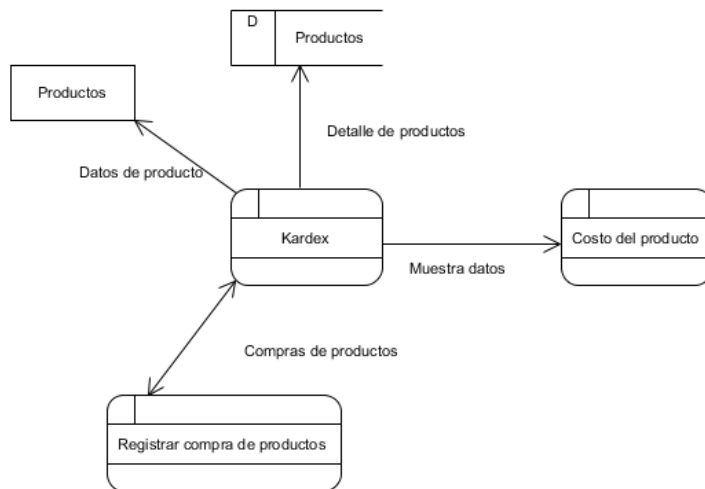 D
Productos
Productos
Detalle de productos
Datos de producto
Kardex
Costo del producto
Muestra datos
Compras de productos
Registrar compra de productos